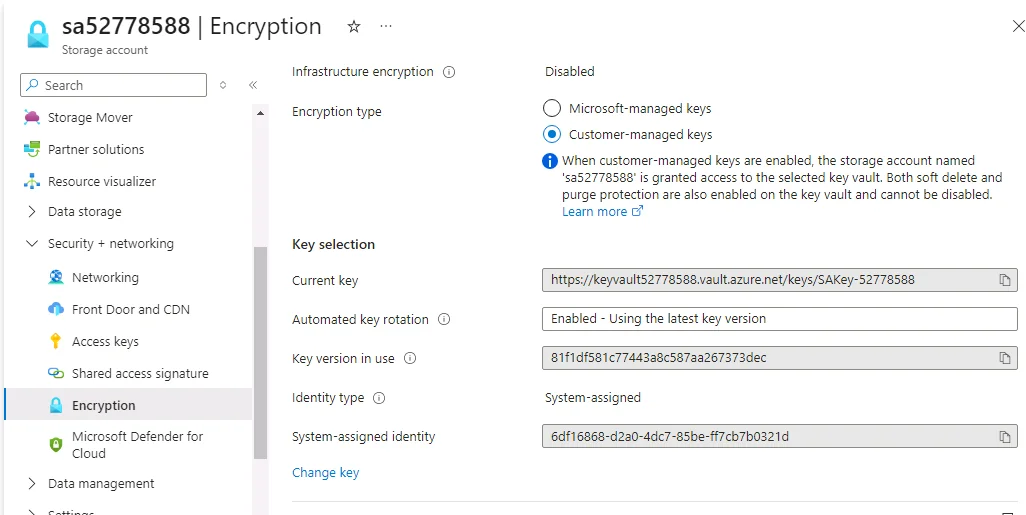 sa52778588 | Encryption
Storage account
Search
Storage Mover
Partner solutions
Resource visualizer
Data storage
Security + networking
Networking
Front Door and CDN
Access keys
Shared access signature
Encryption
Microsoft Defender for
Cloud
Data management
Settings
Infrastructure encryption
Disabled
Encryption type
Microsoft-managed keys
Customer-managed keys
When customer-managed keys are enabled, the storage account named
'sa52778588' is granted access to the selected key vault. Both soft delete and
purge protection are also enabled on the key vault and cannot be disabled.
Learn more
Key selection
Current key
https://keyvault52778588.vault.azure.net/keys/SAKey-52778588
Automated key rotation
Enabled - Using the latest key version
Key version in use
81f1df581c77443a8c587aa267373dec
Identity type
System-assigned
System-assigned identity
6df16868-d2a0-4dc7-85be-ff7cb7b0321d
Change key